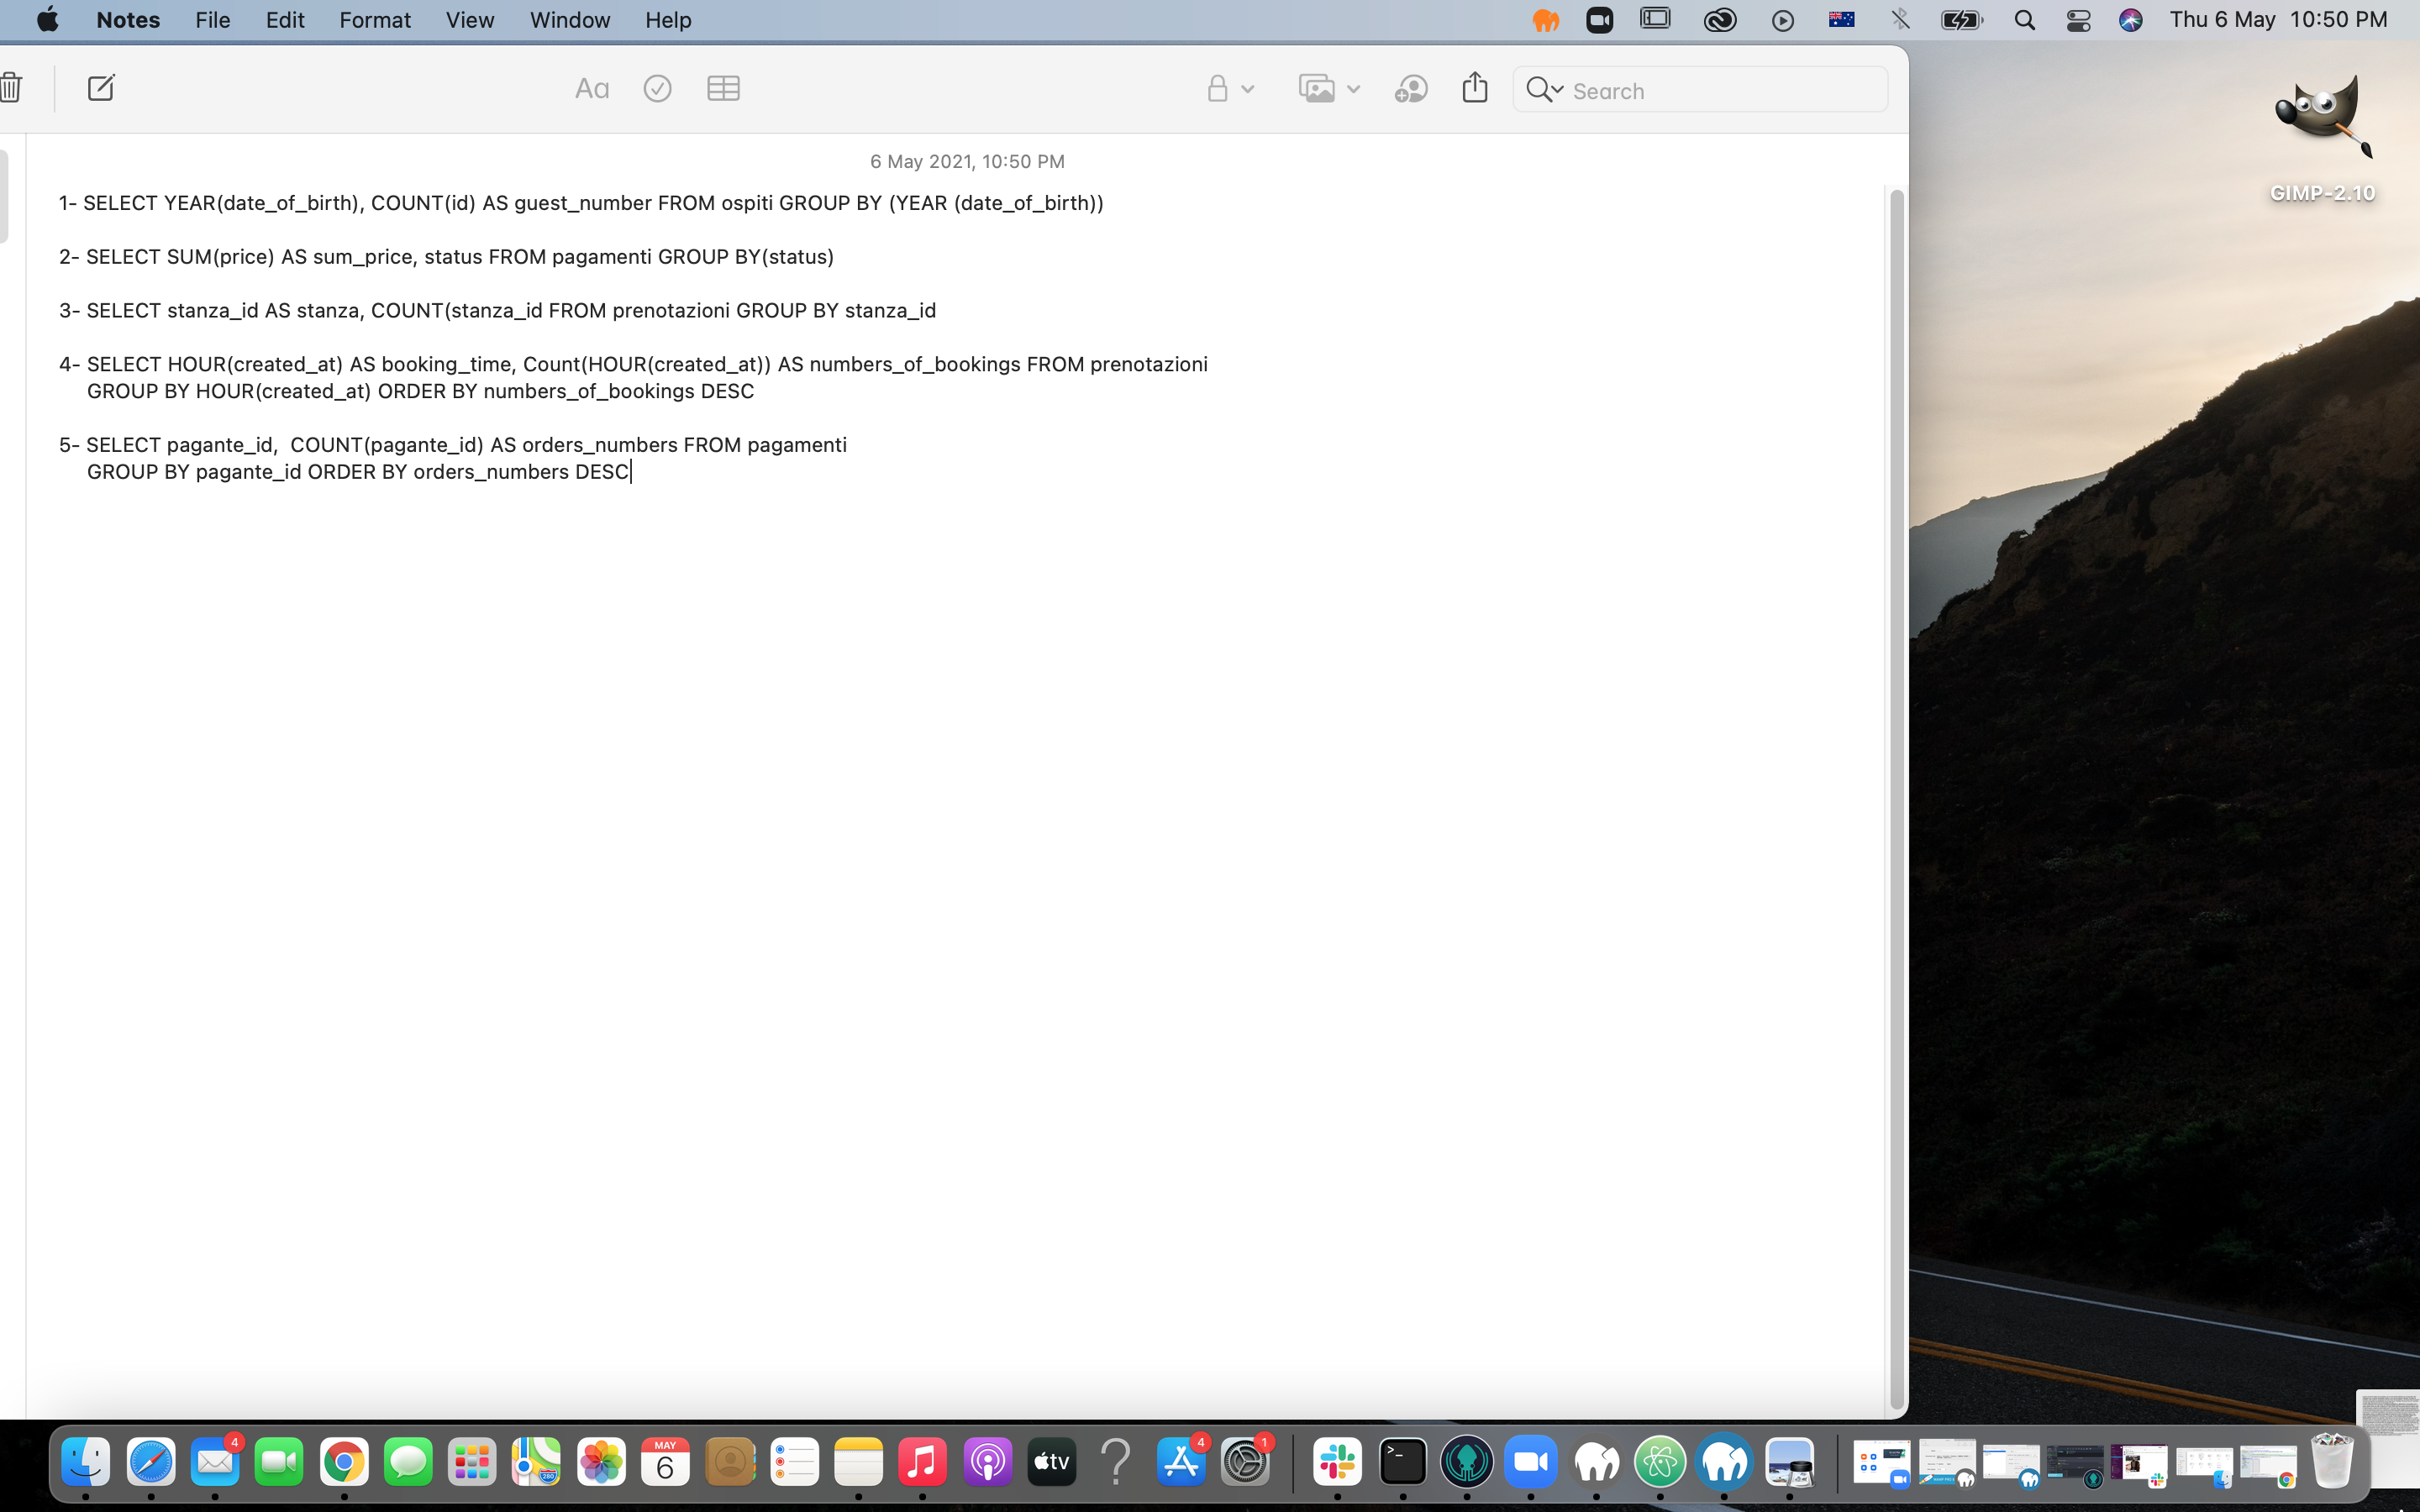 Notes File Edit Format View Window Help Thu 6 May 10:50 PM
Aa Search
GIMP-2.10
6 May 2021, 10:50 PM
1- SELECT YEAR(date_of_birth), COUNT(id) AS guest_number FROM ospiti GROUP BY (YEAR (date_of_birth))
2- SELECT SUM(price) AS sum_price, status FROM pagamenti GROUP BY(status)
3- SELECT stanza_id AS stanza, COUNT(stanza_id FROM prenotazioni GROUP BY stanza_id
4- SELECT HOUR(created_at) AS booking_time, Count(HOUR(created_at)) AS numbers_of_bookings FROM prenotazioni
GROUP BY HOUR(created_at) ORDER BY numbers_of_bookings DESC
5- SELECT pagante_id,  COUNT(pagante_id) AS orders_numbers FROM pagamenti
GROUP BY pagante_id ORDER BY orders_numbers DESC
4 280 MAY 6 tv ? 4 1 >_